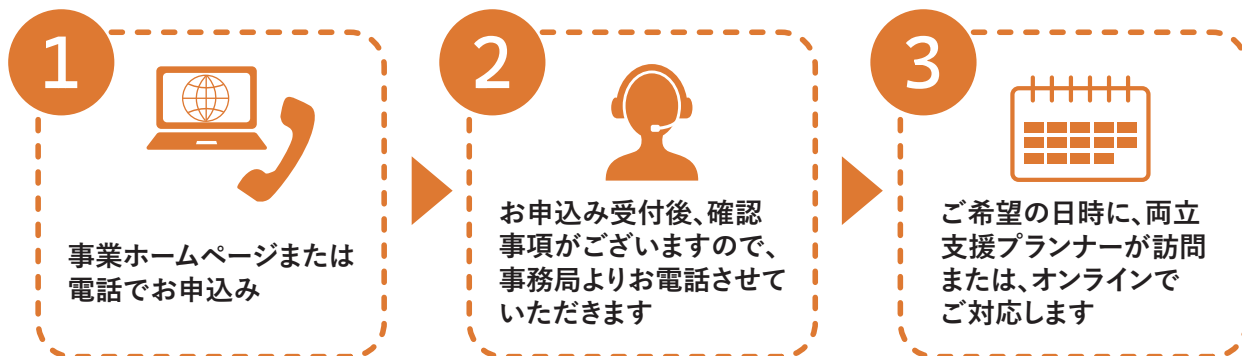 1
事業ホームページまたは
電話でお申込み
2
お申込み受付後、確認
事項がございますので、
事務局よりお電話させて
いただきます
3
ご希望の日時に、両立
支援プランナーが訪問
または、オンラインで
ご対応します